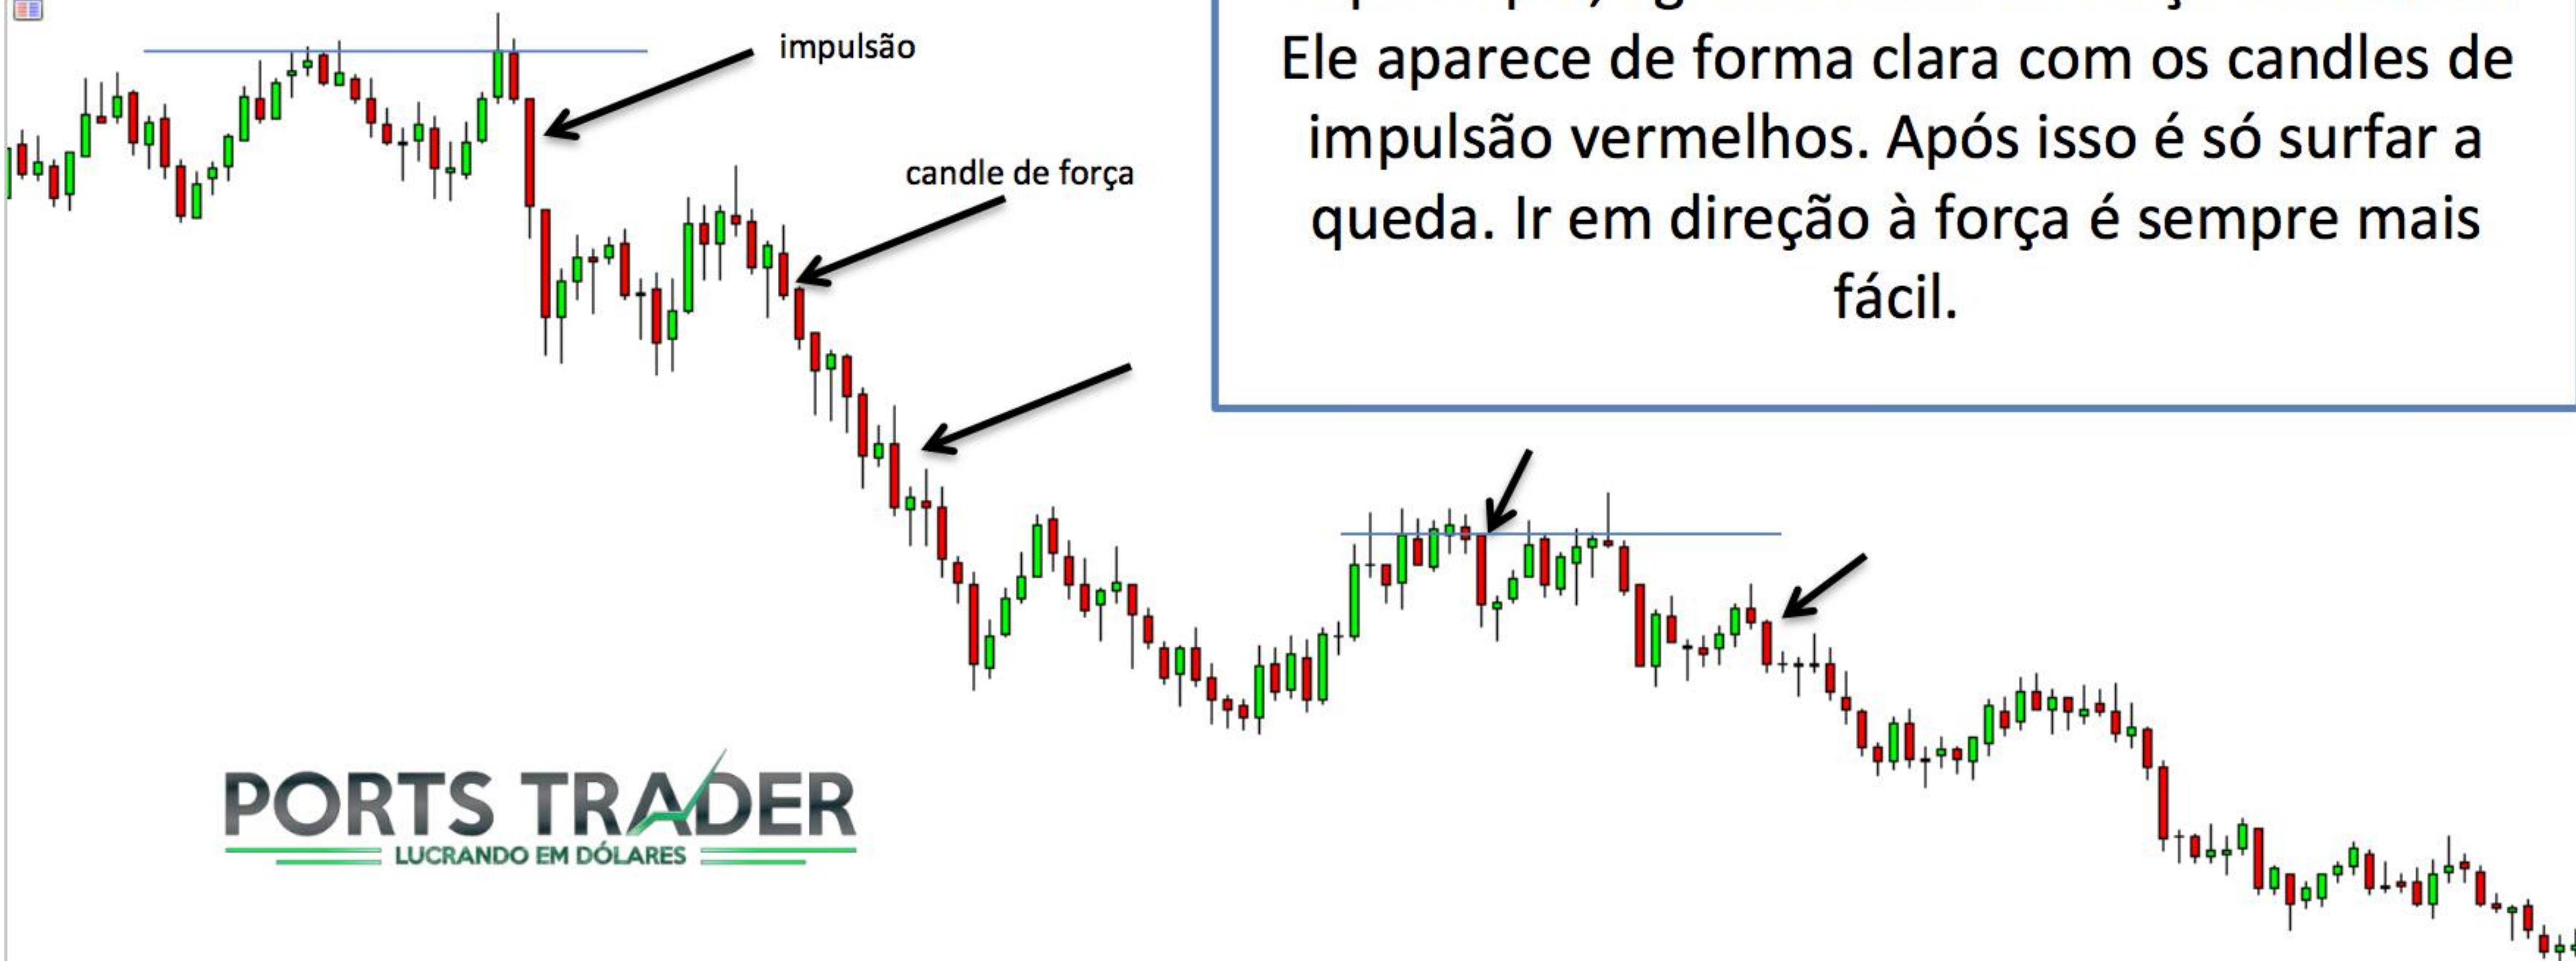 impulsão
candle de força
Ele aparece de forma clara com os candles de
impulsão vermelhos. Após isso é só surfar a
queda. Ir em direção à força é sempre mais
fácil.
PORTS TRADER
LUCRANDO EM DÓLARES